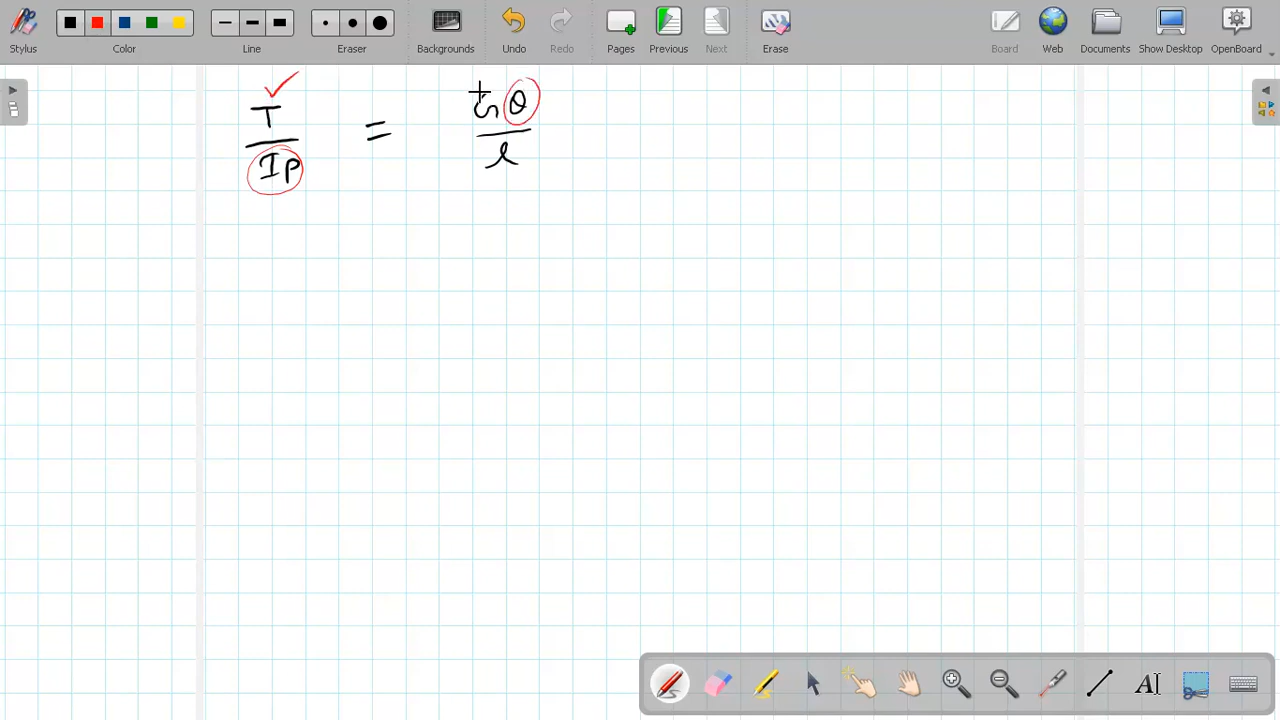 Stylus Color Line Eraser Backgrounds Undo Redo Pages Previous Next Erase Board Web Documents Show Desktop OpenBoard
T = Gθ
Ip l